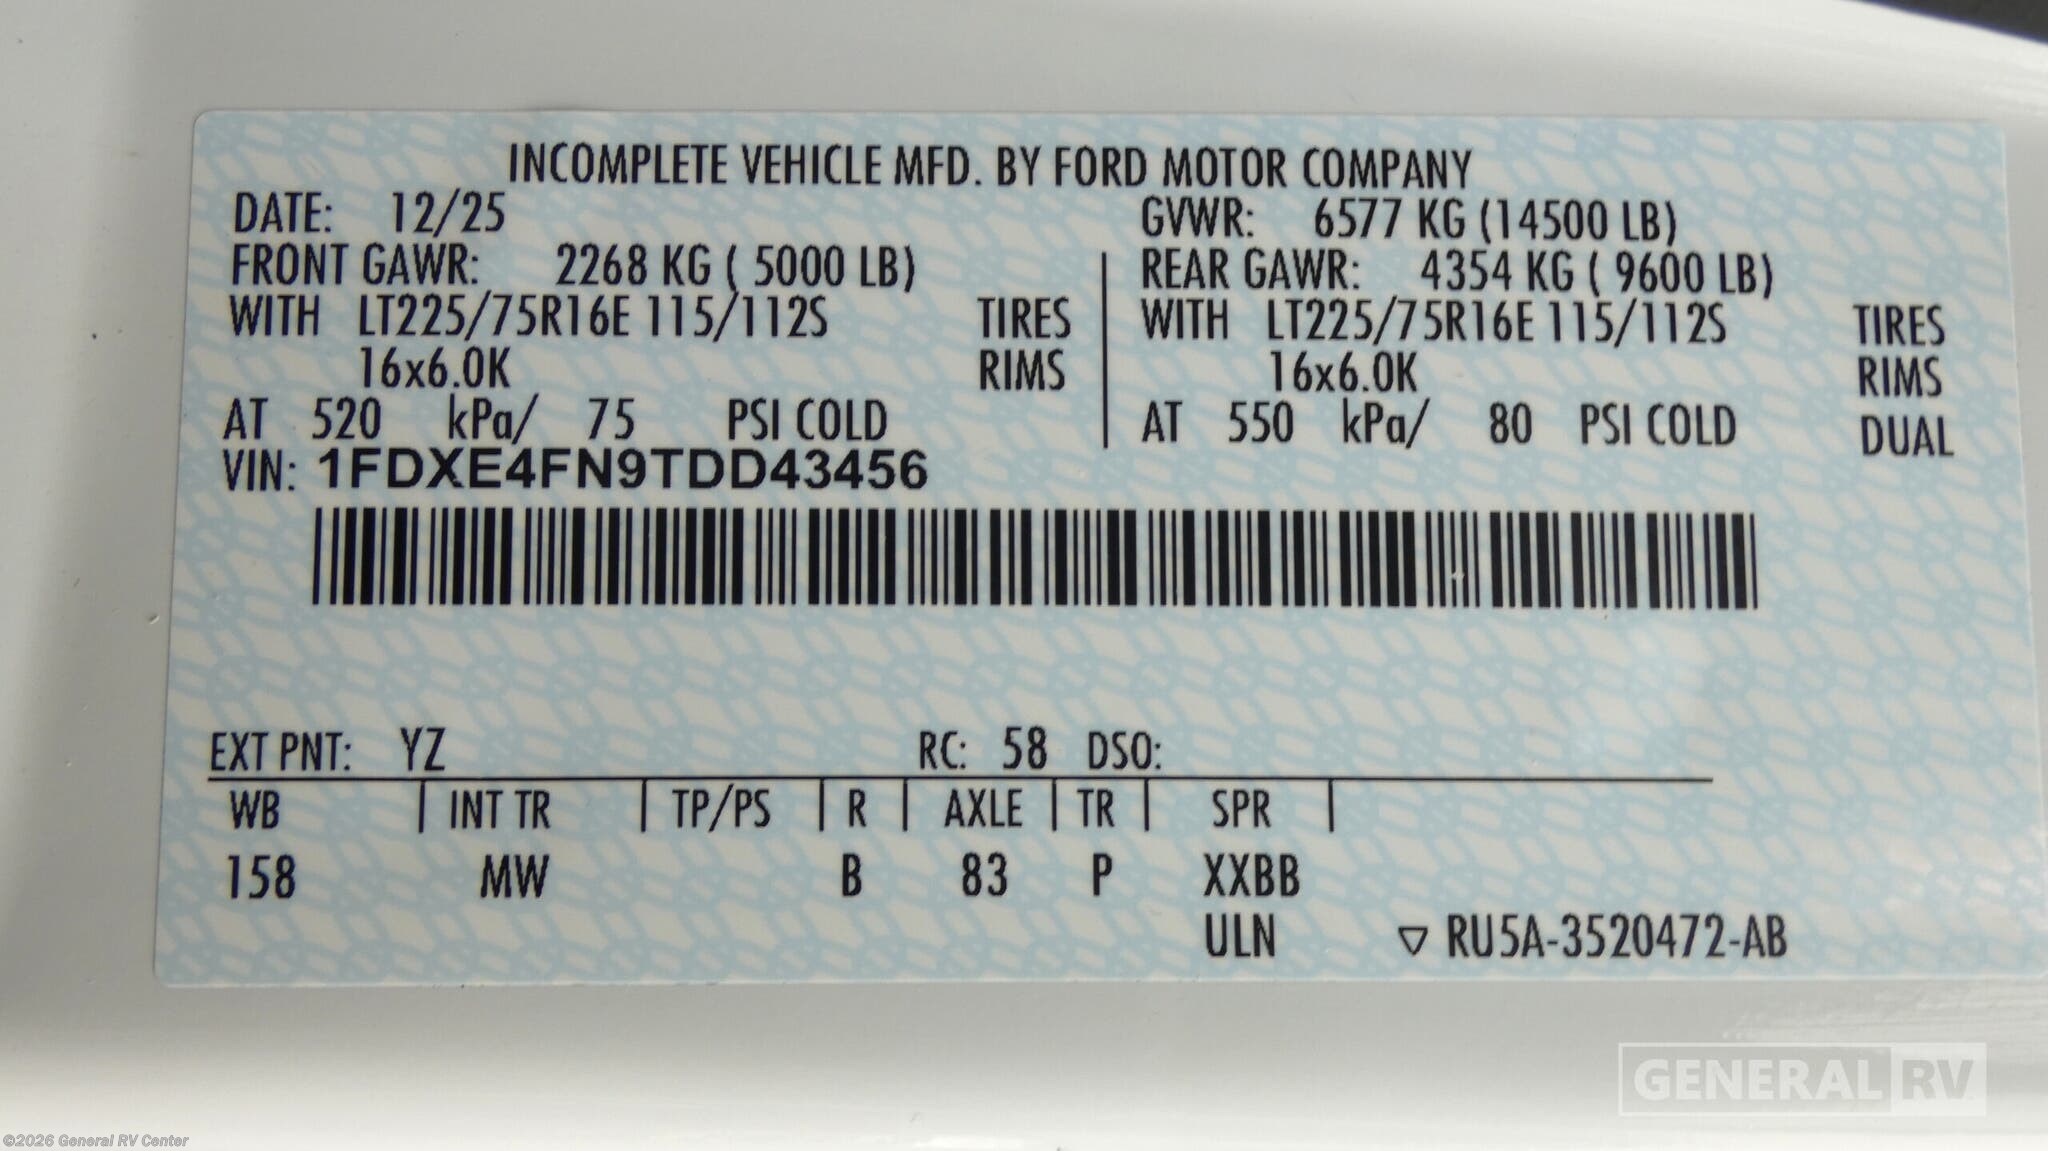 INCOMPLETE VEHICLE MFD. BY FORD MOTOR COMPANY
DATE: 12/25 GVWR: 6577 KG (14500 LB)
FRONT GAWR: 2268 KG ( 5000 LB) REAR GAWR: 4354 KG ( 9600 LB)
WITH LT225/75R16E 115/112S TIRES WITH LT225/75R16E 115/112S TIRES
16x6.0K RIMS 16x6.0K RIMS
AT 520 kPa/ 75 PSI COLD AT 550 kPa/ 80 PSI COLD DUAL
VIN: 1FDXE4FN9TDD43456
EXT PNT: YZ RC: 58 DSO:
WB INT TR TP/PS R AXLE TR SPR
158 MW B 83 P XXBB
ULN ▽ RU5A-3520472-AB
GENERAL RV
©2026 General RV Center